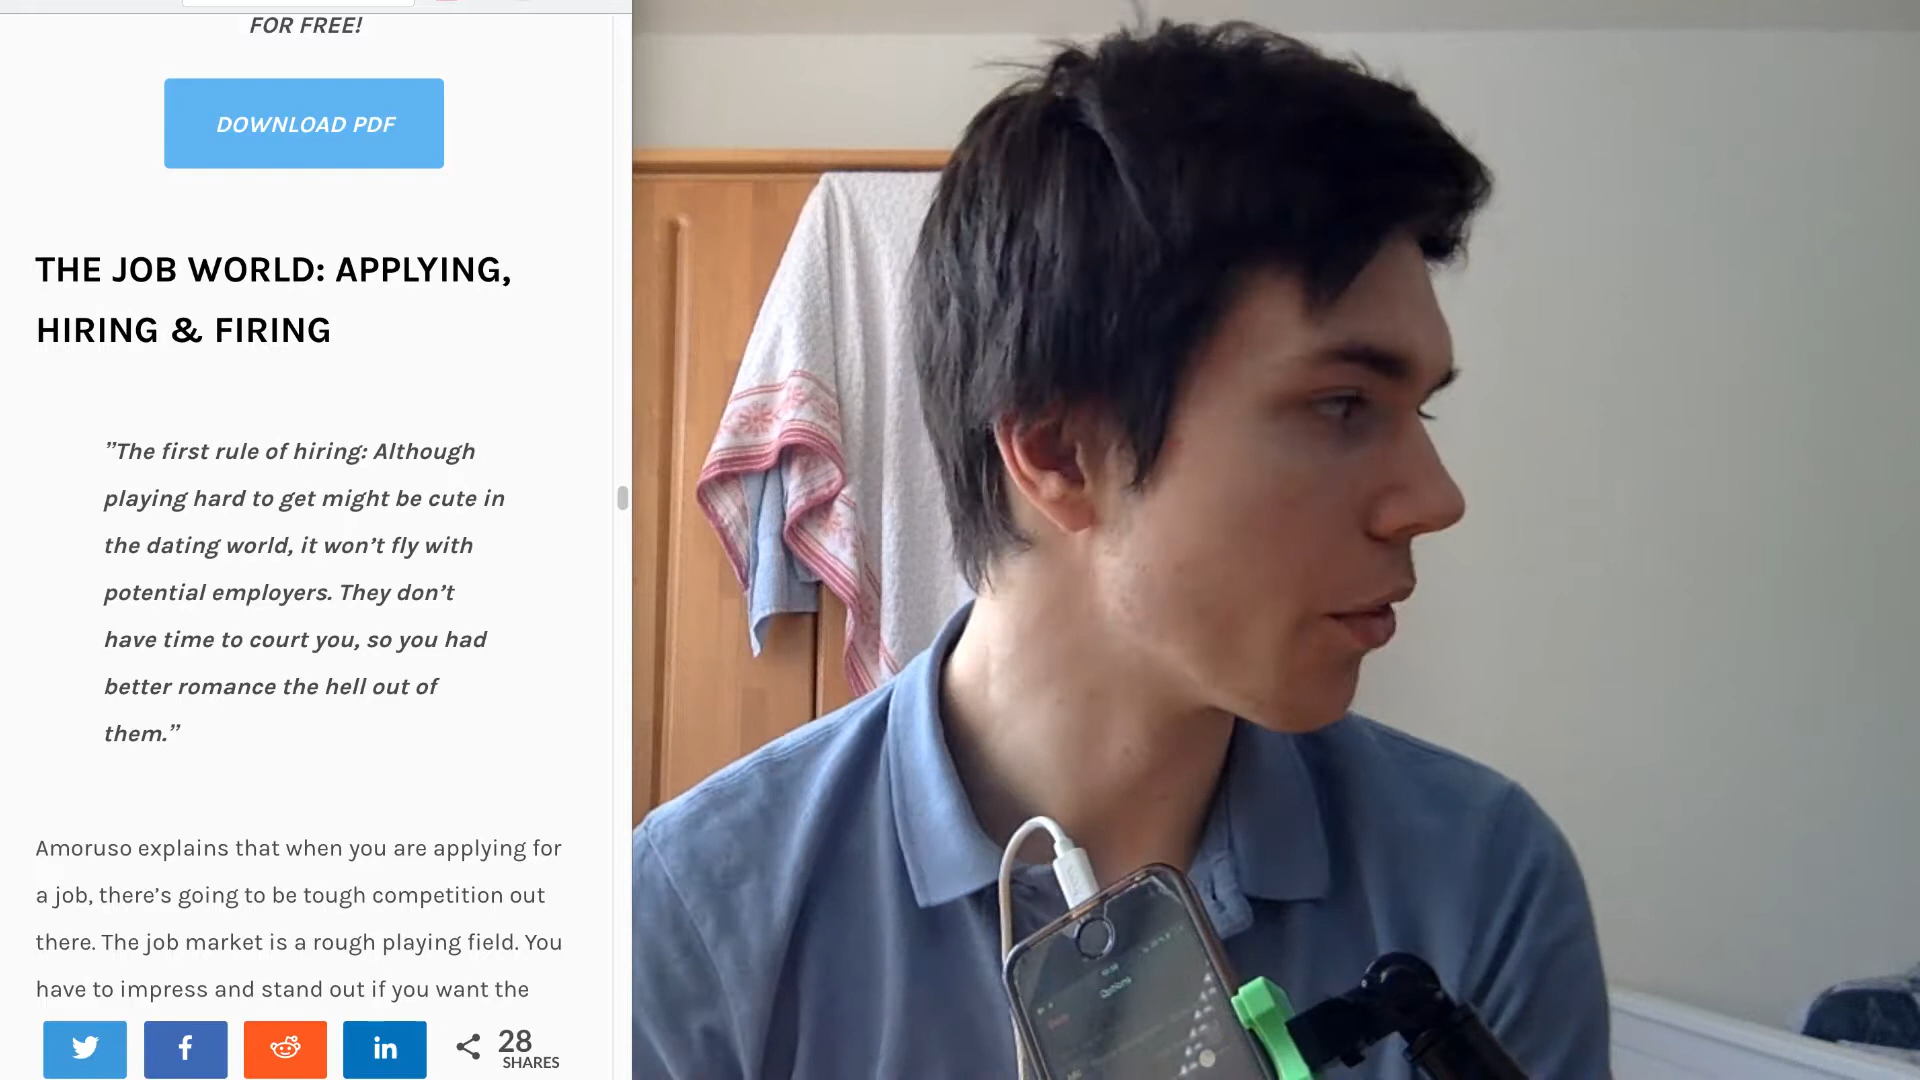 FOR FREE!
DOWNLOAD PDF
THE JOB WORLD: APPLYING,
HIRING & FIRING
”The first rule of hiring: Although
playing hard to get might be cute in
the dating world, it won’t fly with
potential employers. They don’t
have time to court you, so you had
better romance the hell out of
them.”
Amoruso explains that when you are applying for
a job, there’s going to be tough competition out
there. The job market is a rough playing field. You
have to impress and stand out if you want the
28
SHARES
Options